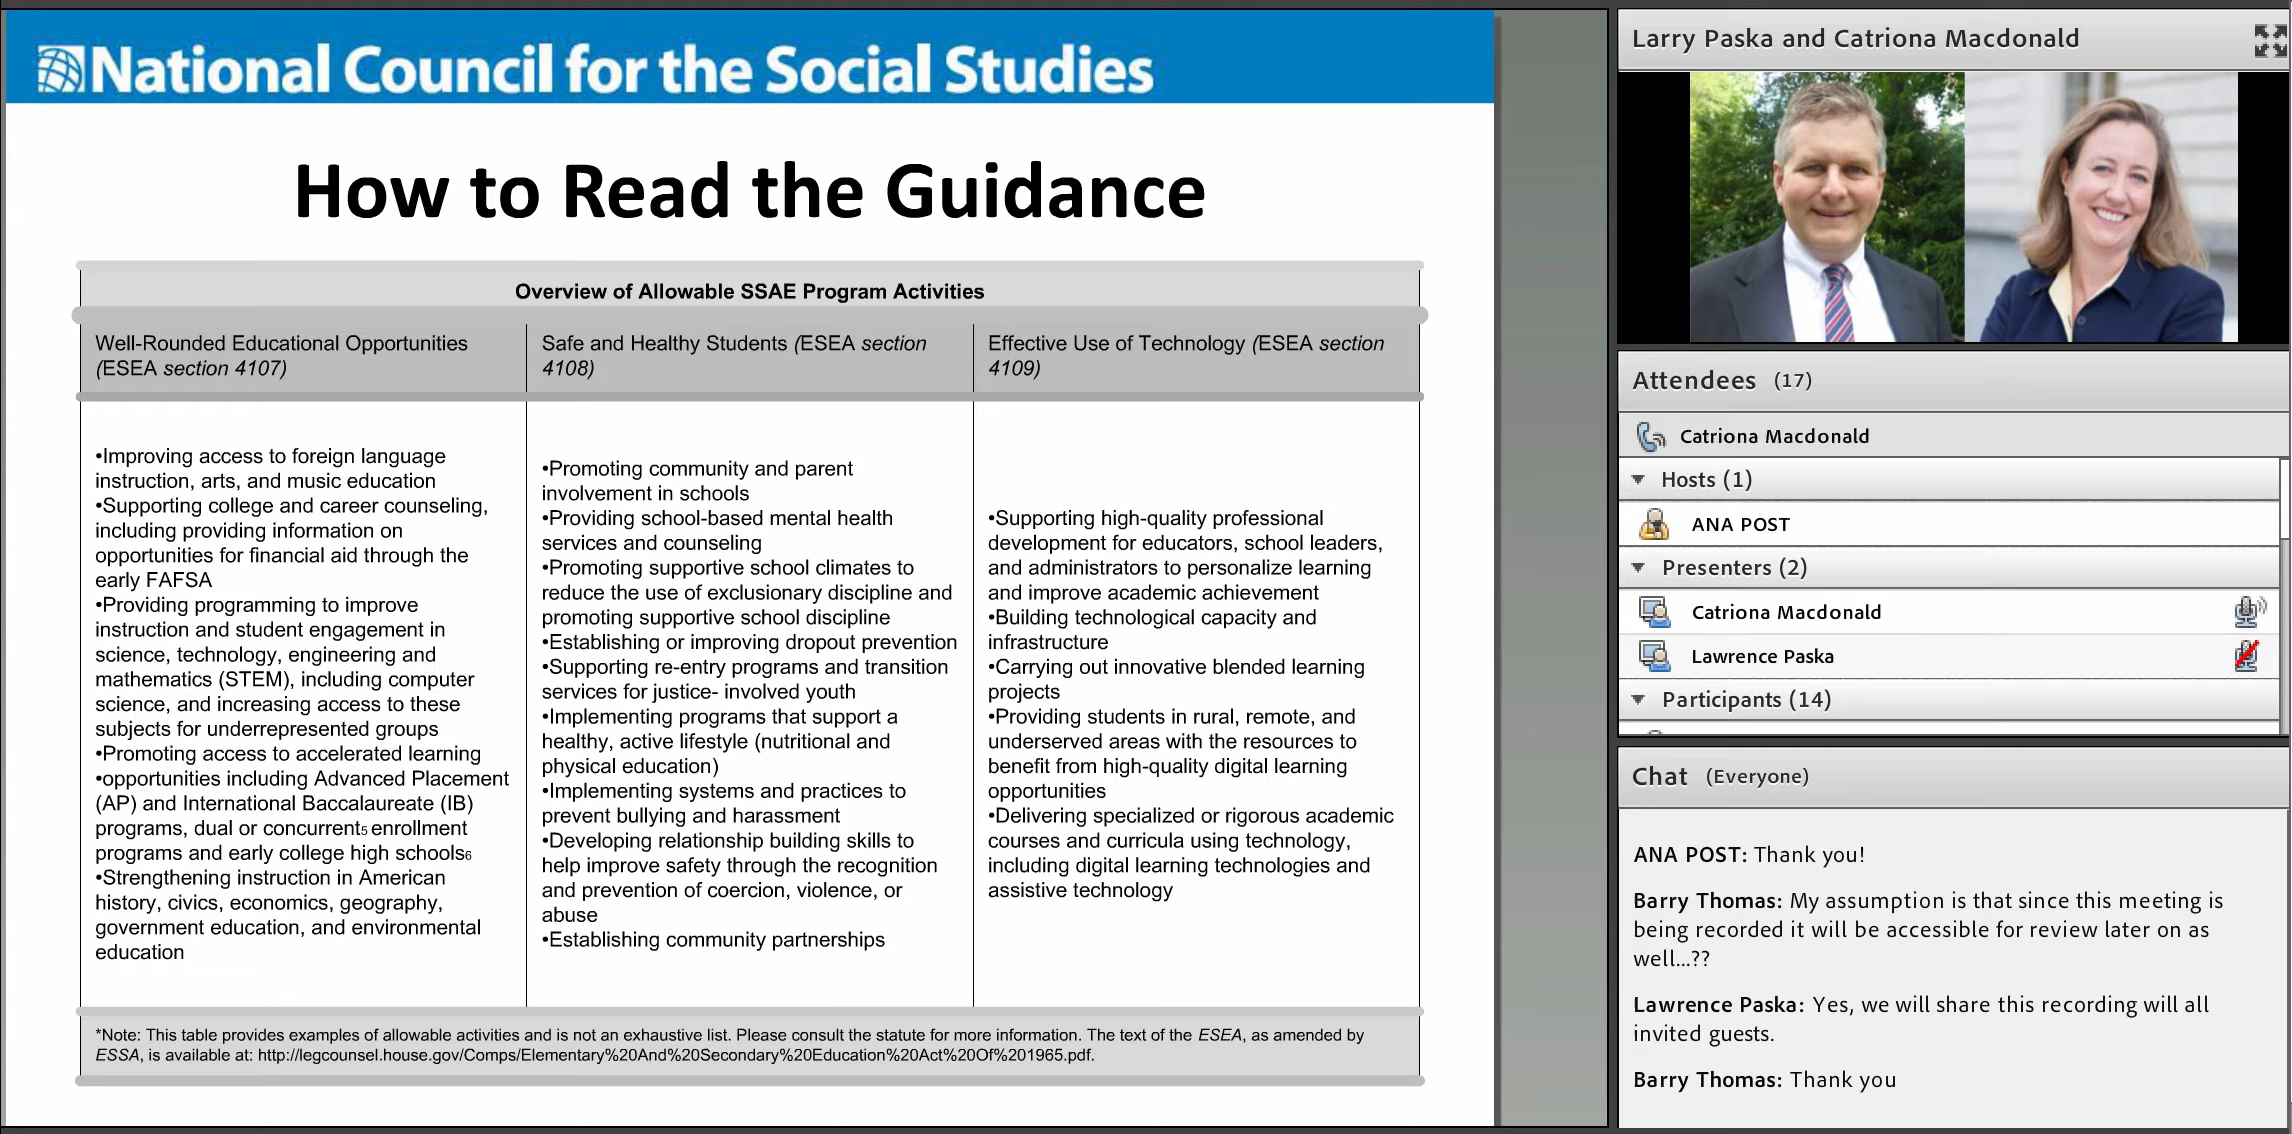 National Council for the Social Studies
How to Read the Guidance
Overview of Allowable SSAE Program Activities
Well-Rounded Educational Opportunities
(ESEA section 4107)
•Improving access to foreign language
instruction, arts, and music education
•Supporting college and career counseling,
including providing information on
opportunities for financial aid through the
early FAFSA
•Providing programming to improve
instruction and student engagement in
science, technology, engineering and
mathematics (STEM), including computer
science, and increasing access to these
subjects for underrepresented groups
•Promoting access to accelerated learning
•opportunities including Advanced Placement
(AP) and International Baccalaureate (IB)
programs, dual or concurrent5 enrollment
programs and early college high schools6
•Strengthening instruction in American
history, civics, economics, geography,
government education, and environmental
education
Safe and Healthy Students (ESEA section
4108)
•Promoting community and parent
involvement in schools
•Providing school-based mental health
services and counseling
•Promoting supportive school climates to
reduce the use of exclusionary discipline and
promoting supportive school discipline
•Establishing or improving dropout prevention
•Supporting re-entry programs and transition
services for justice- involved youth
•Implementing programs that support a
healthy, active lifestyle (nutritional and
physical education)
•Implementing systems and practices to
prevent bullying and harassment
•Developing relationship building skills to
help improve safety through the recognition
and prevention of coercion, violence, or
abuse
•Establishing community partnerships
Effective Use of Technology (ESEA section
4109)
•Supporting high-quality professional
development for educators, school leaders,
and administrators to personalize learning
and improve academic achievement
•Building technological capacity and
infrastructure
•Carrying out innovative blended learning
projects
•Providing students in rural, remote, and
underserved areas with the resources to
benefit from high-quality digital learning
opportunities
•Delivering specialized or rigorous academic
courses and curricula using technology,
including digital learning technologies and
assistive technology
*Note: This table provides examples of allowable activities and is not an exhaustive list. Please consult the statute for more information. The text of the ESEA, as amended by
ESSA, is available at: http://legcounsel.house.gov/Comps/Elementary%20And%20Secondary%20Education%20Act%20Of%201965.pdf.
Larry Paska and Catriona Macdonald
Attendees (17)
Catriona Macdonald
Hosts (1)
ANA POST
Presenters (2)
Catriona Macdonald
Lawrence Paska
Participants (14)
Chat (Everyone)
ANA POST: Thank you!
Barry Thomas: My assumption is that since this meeting is
being recorded it will be accessible for review later on as
well...??
Lawrence Paska: Yes, we will share this recording will all
invited guests.
Barry Thomas: Thank you